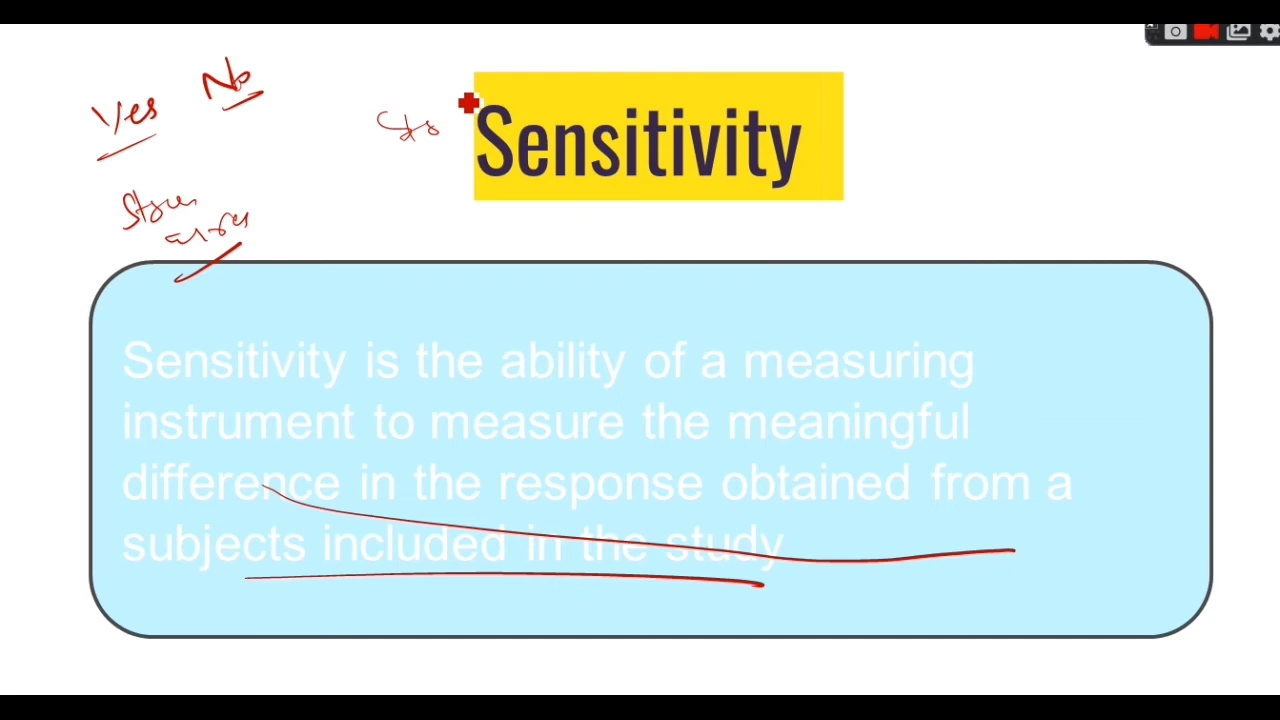 Yes No
Sensitivity
Sensitivity is the ability of a measuring
instrument to measure the meaningful
difference in the response obtained from a
subjects included in the study